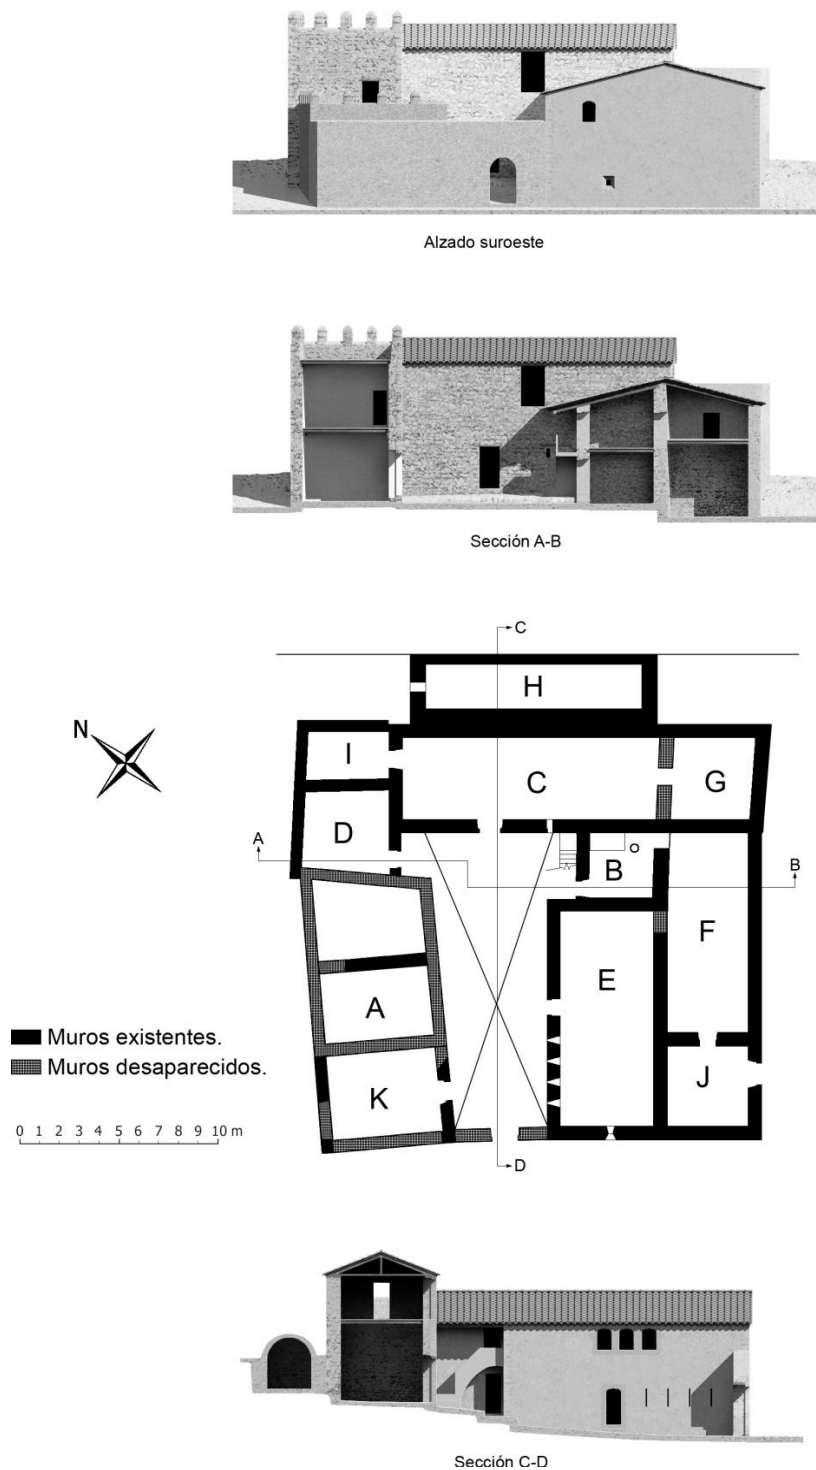 Alzado suroeste
Sección A-B
C
H
N
I
C
G
D
A
B
B
F
E
A
Muros existentes.
Muros desaparecidos.
K
J
0 1 2 3 4 5 6 7 8 9 10 m
D
Sección C-D